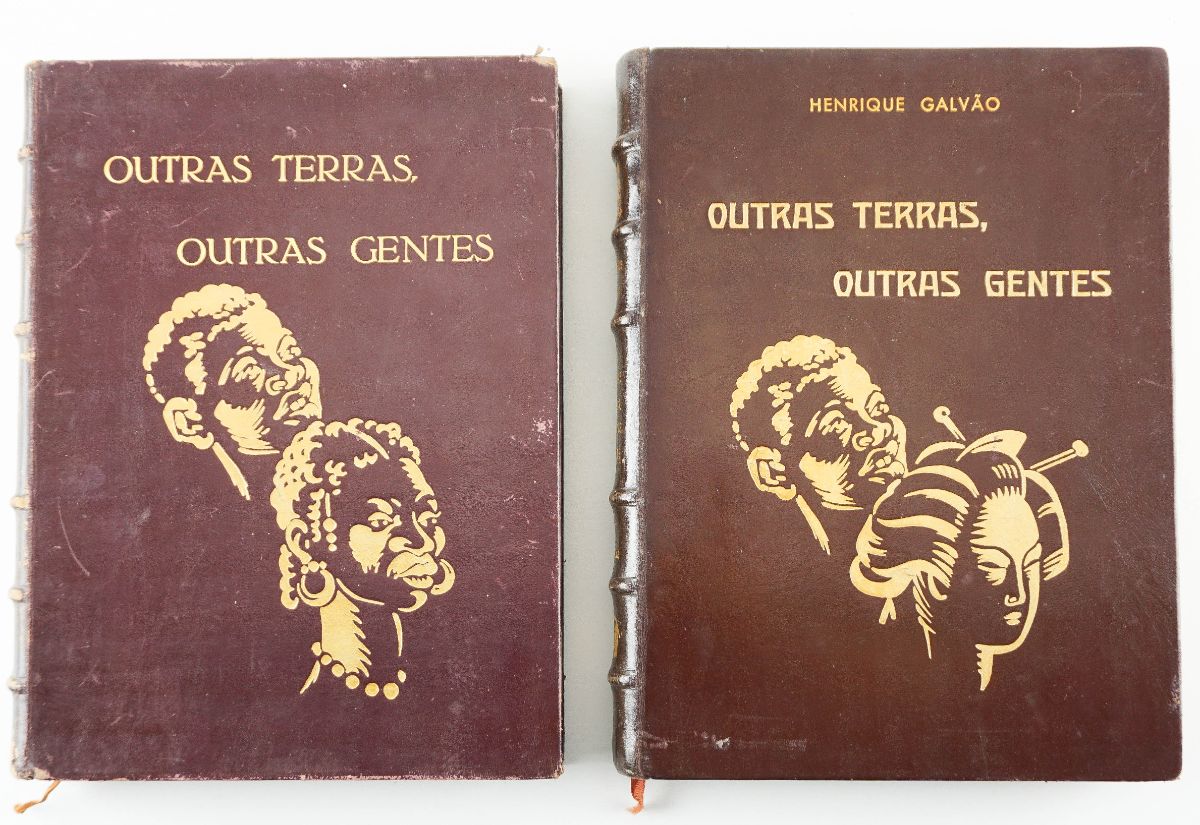 OUTRAS TERRAS,
OUTRAS GENTES
HENRIQUE GALVÃO
OUTRAS TERRAS,
OUTRAS GENTES